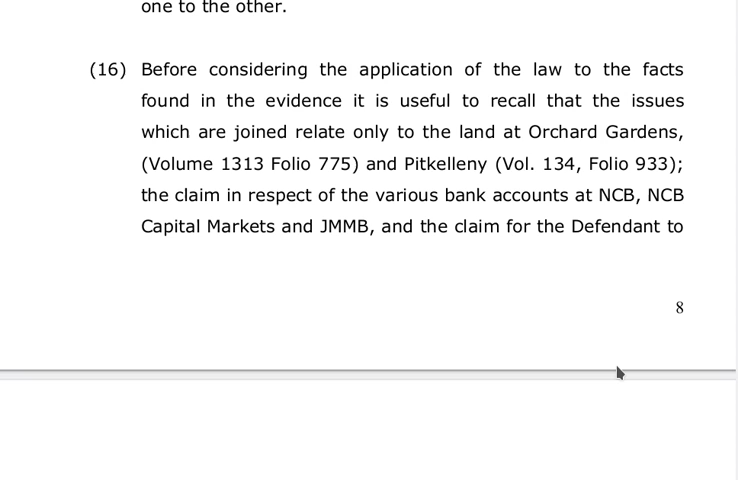 one to the other.
(16) Before considering the application of the law to the facts
found in the evidence it is useful to recall that the issues
which are joined relate only to the land at Orchard Gardens,
(Volume 1313 Folio 775) and Pitkelleny (Vol. 134, Folio 933);
the claim in respect of the various bank accounts at NCB, NCB
Capital Markets and JMMB, and the claim for the Defendant to
8